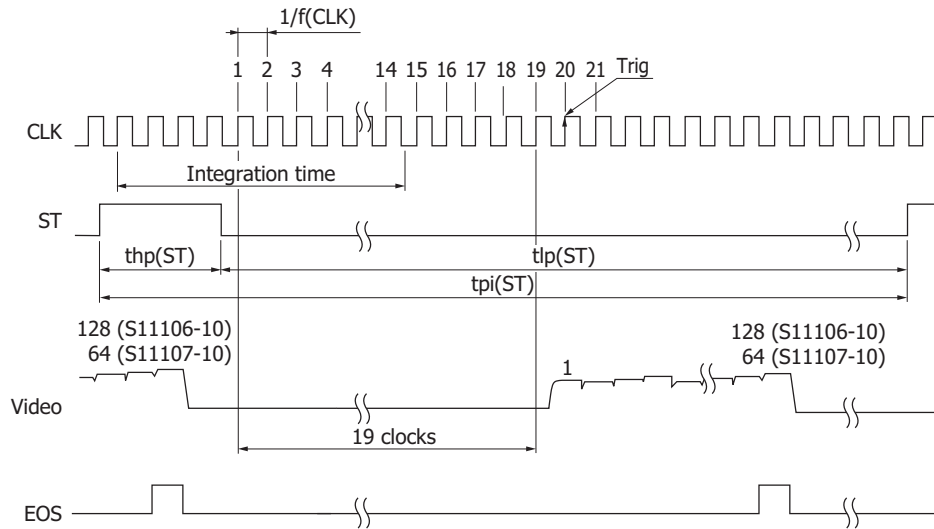 1/f(CLK)
1 2 3 4 14 15 16 17 18 19 20 21 Trig
CLK
Integration time
ST
thp(ST) tlp(ST)
tpi(ST)
128 (S11106-10) 128 (S11106-10)
64 (S11107-10) 1 64 (S11107-10)
Video
19 clocks
EOS